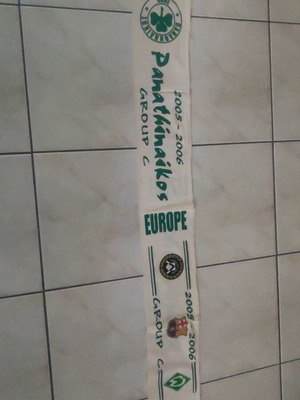 2005 - 2006
Panathinaikos
GROUP C
EUROPE
2005 - 2006
GROUP C